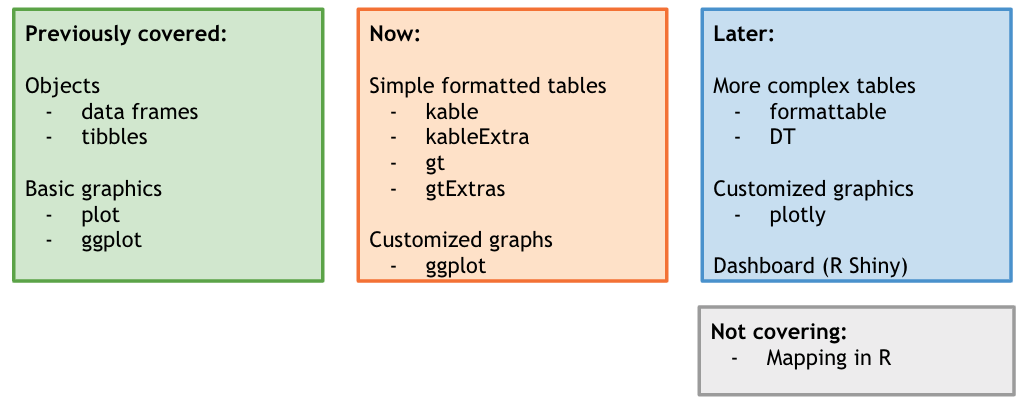 Previously covered:
Objects
- data frames
- tibbles
Basic graphics
- plot
- ggplot
Now:
Simple formatted tables
- kable
- kableExtra
- gt
- gtExtras
Customized graphs
- ggplot
Later:
More complex tables
- formattable
- DT
Customized graphics
- plotly
Dashboard (R Shiny)
Not covering:
- Mapping in R